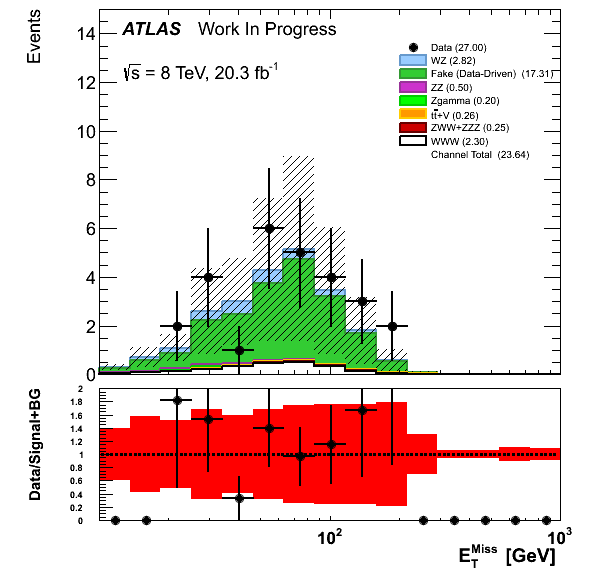 Events
ATLAS Work In Progress
√s = 8 TeV, 20.3 fb-1
Data (27.00)
WZ (2.82)
Fake (Data-Driven) (17.31)
ZZ (0.50)
Zgamma (0.20)
tt̄+V (0.26)
ZWW+ZZZ (0.25)
WWW (2.30)
Channel Total (23.64)
14
12
10
8
6
4
2
0
Data/Signal+BG
2
1.8
1.6
1.4
1.2
1
0.8
0.6
0.4
0.2
0
10²
10³
E_T^Miss [GeV]